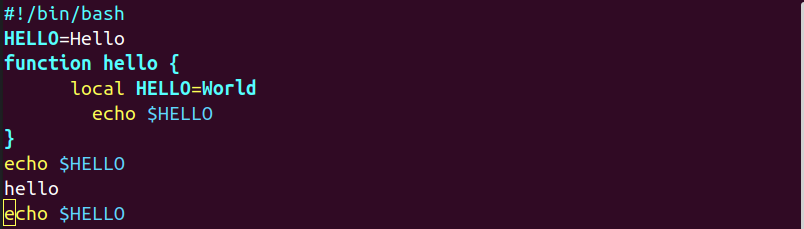 #!/bin/bash
HELLO=Hello
function hello {
      local HELLO=World
        echo $HELLO
}
echo $HELLO
hello
echo $HELLO